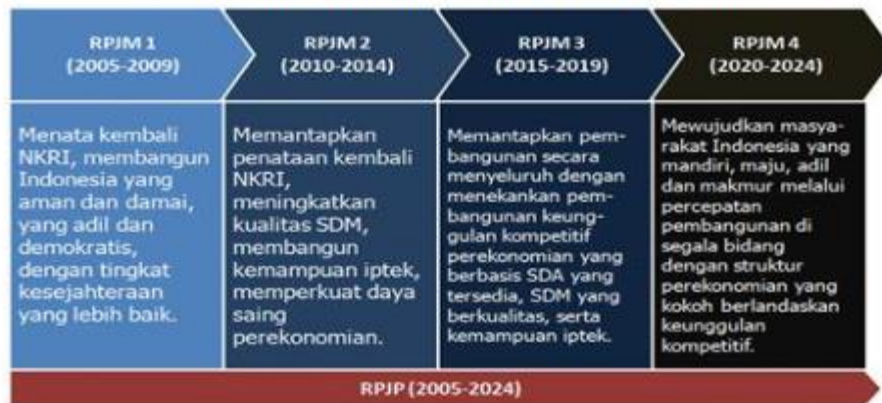 RPJM 1
(2005-2009)
RPJM 2
(2010-2014)
RPJM 3
(2015-2019)
RPJM 4
(2020-2024)
Menata kembali
NKRI, membangun
Indonesia yang
aman dan damai,
yang adil dan
demokratis,
dengan tingkat
kesejahteraan
yang lebih baik.
Memantapkan
penataan kembali
NKRI,
meningkatkan
kualitas SDM,
membangun
kemampuan iptek,
memperkuat daya
saing
perekonomian.
Memantapkan pem-
bangunan secara
menyeluruh dengan
menekankan pem-
bangunan keung-
gulan kompetitif
perekonomian yang
berbasis SDA yang
tersedia, SDM yang
berkualitas, serta
kemampuan iptek.
Mewujudkan masya-
rakat Indonesia yang
mandiri, maju, adil
dan makmur melalui
percepatan
pembangunan di
segala bidang
dengan struktur
perekonomian yang
kokoh berlandaskan
keunggulan
kompetitif.
RPJP (2005-2024)